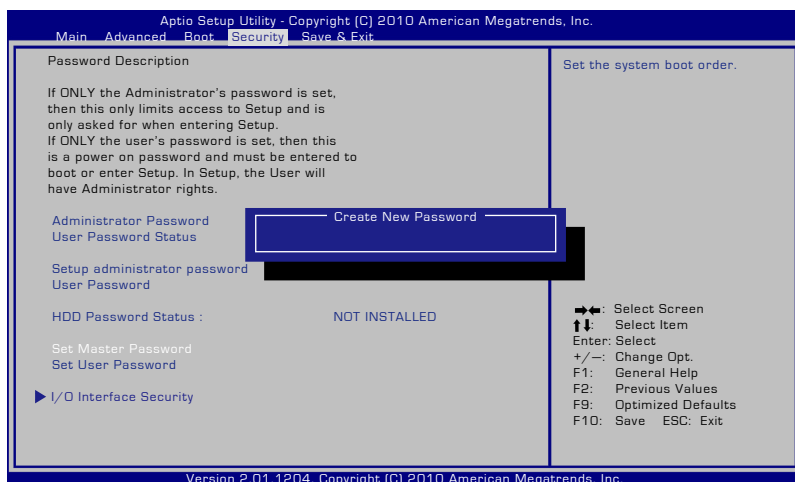 Aptio Setup Utility - Copyright (C) 2010 American Megatrends, Inc.
Main Advanced Boot Security Save & Exit
Password Description
If ONLY the Administrator's password is set,
then this only limits access to Setup and is
only asked for when entering Setup.
If ONLY the user's password is set, then this
is a power on password and must be entered to
boot or enter Setup. In Setup, the User will
have Administrator rights.
Administrator Password
User Password Status
Create New Password
Setup administrator password
User Password
HDD Password Status : NOT INSTALLED
Set Master Password
Set User Password
I/O Interface Security
Set the system boot order.
→←: Select Screen
↑↓: Select Item
Enter: Select
+/—: Change Opt.
F1: General Help
F2: Previous Values
F9: Optimized Defaults
F10: Save ESC: Exit
Version 2.01.1204. Copyright (C) 2010 American Megatrends, Inc.